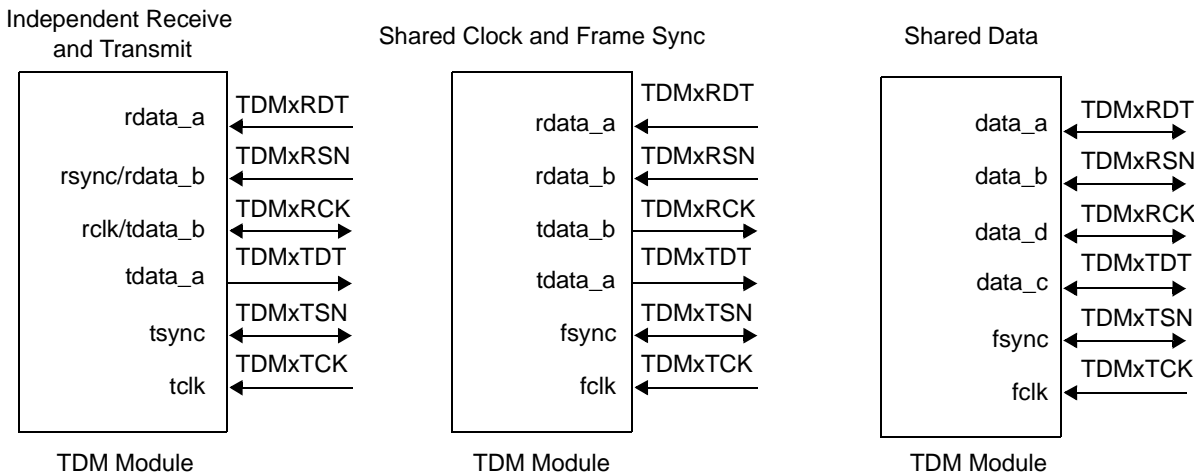 Independent Receive
and Transmit
rdata_a
TDMxRDT
rsync/rdata_b
TDMxRSN
rclk/tdata_b
TDMxRCK
tdata_a
TDMxTDT
tsync
TDMxTSN
tclk
TDMxTCK
TDM Module
Shared Clock and Frame Sync
rdata_a
TDMxRDT
rdata_b
TDMxRSN
tdata_b
TDMxRCK
tdata_a
TDMxTDT
fsync
TDMxTSN
fclk
TDMxTCK
TDM Module
Shared Data
data_a
TDMxRDT
data_b
TDMxRSN
data_d
TDMxRCK
data_c
TDMxTDT
fsync
TDMxTSN
fclk
TDMxTCK
TDM Module